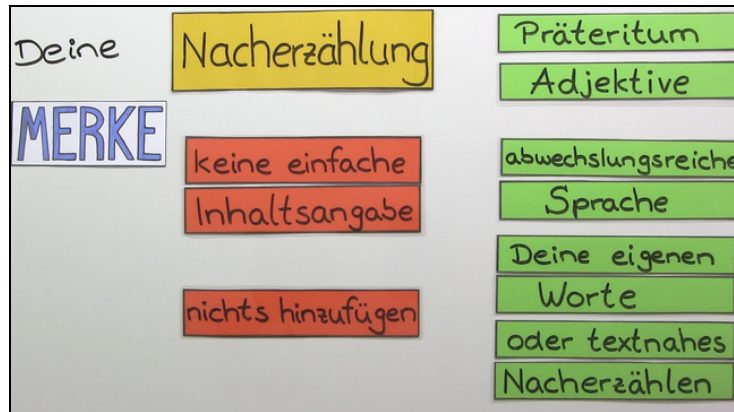 Deine
Nacherzählung
MERKE
keine einfache
Inhaltsangabe
nichts hinzufügen
Präteritum
Adjektive
abwechslungsreiche
Sprache
Deine eigenen
Worte
oder textnahes
Nacherzählen